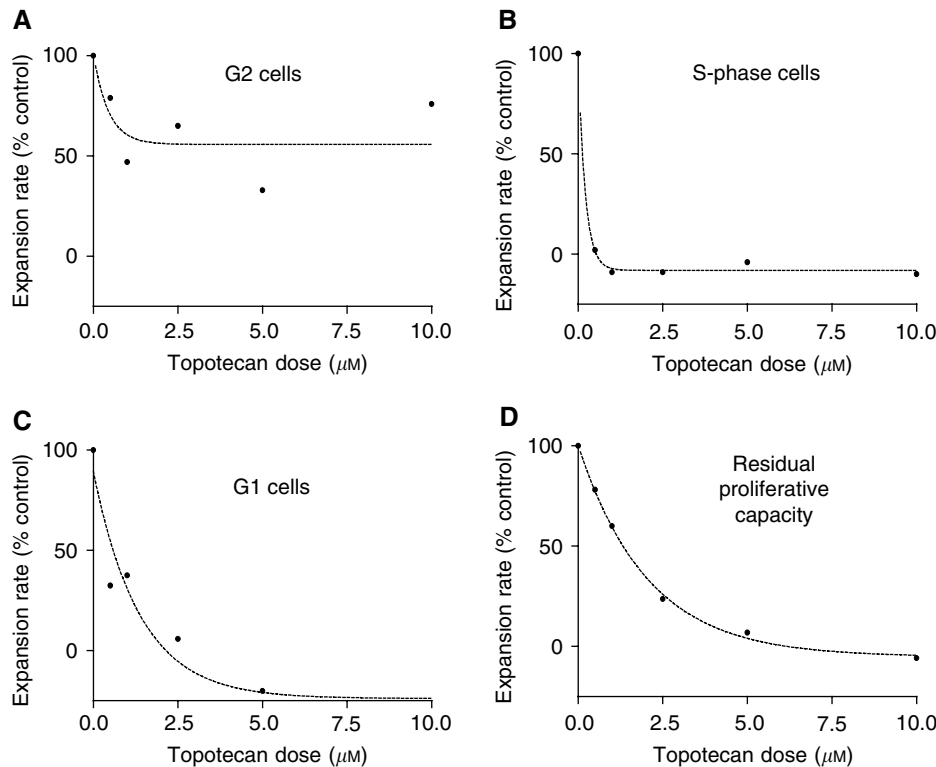 A
Expansion rate (% control)
100
50
0
G2 cells
0.0 2.5 5.0 7.5 10.0
Topotecan dose (μM)
B
Expansion rate (% control)
100
50
0
S-phase cells
0.0 2.5 5.0 7.5 10.0
Topotecan dose (μM)
C
Expansion rate (% control)
100
50
0
G1 cells
0.0 2.5 5.0 7.5 10.0
Topotecan dose (μM)
D
Expansion rate (% control)
100
50
0
Residual
proliferative
capacity
0.0 2.5 5.0 7.5 10.0
Topotecan dose (μM)